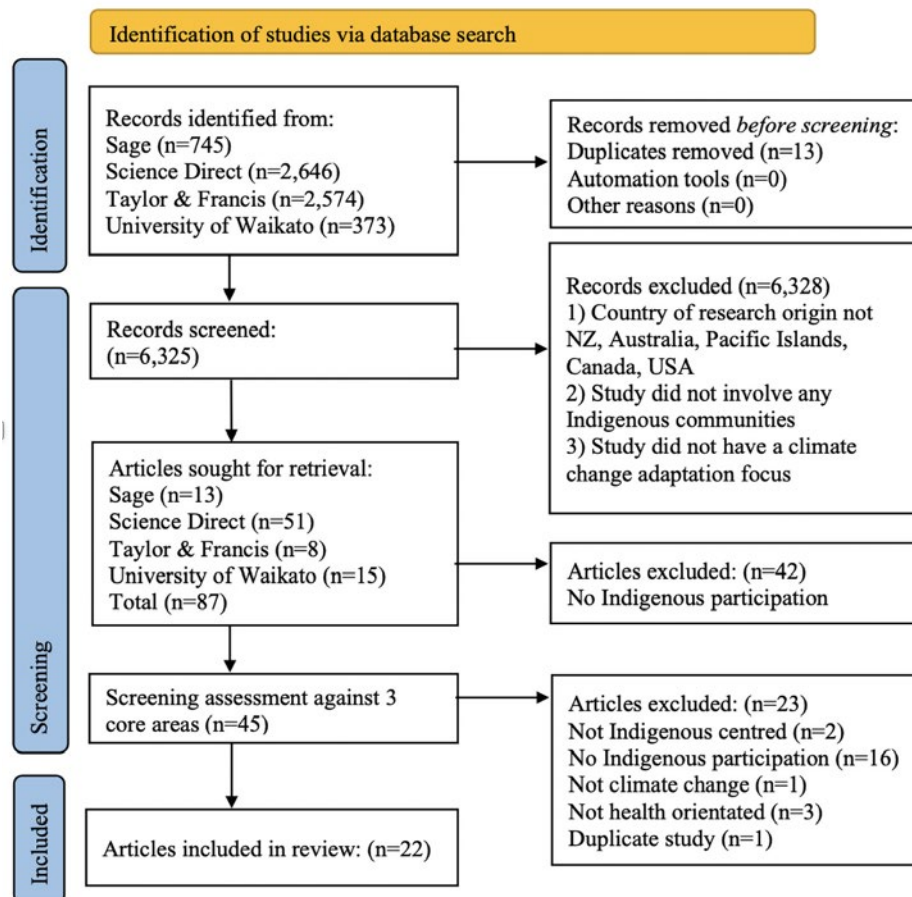 Identification of studies via database search
Identification
Records identified from:
Sage (n=745)
Science Direct (n=2,646)
Taylor & Francis (n=2,574)
University of Waikato (n=373)
Records removed before screening:
Duplicates removed (n=13)
Automation tools (n=0)
Other reasons (n=0)
Screening
Records screened:
(n=6,325)
Records excluded (n=6,328)
1) Country of research origin not
NZ, Australia, Pacific Islands,
Canada, USA
2) Study did not involve any
Indigenous communities
3) Study did not have a climate
change adaptation focus
Articles sought for retrieval:
Sage (n=13)
Science Direct (n=51)
Taylor & Francis (n=8)
University of Waikato (n=15)
Total (n=87)
Articles excluded: (n=42)
No Indigenous participation
Screening assessment against 3
core areas (n=45)
Articles excluded: (n=23)
Not Indigenous centred (n=2)
No Indigenous participation (n=16)
Not climate change (n=1)
Not health orientated (n=3)
Duplicate study (n=1)
Included
Articles included in review: (n=22)